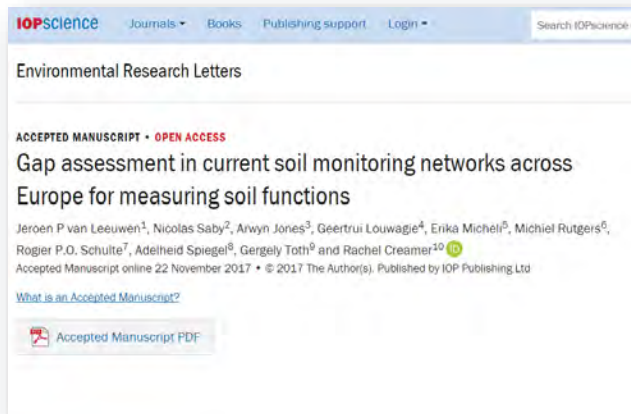 IOPSCIENCE Journals Books Publishing support Login Search IOPscience
Environmental Research Letters
ACCEPTED MANUSCRIPT • OPEN ACCESS
Gap assessment in current soil monitoring networks across
Europe for measuring soil functions
Jeroen P van Leeuwen1, Nicolas Saby2, Arwyn Jones3, Geertrui Louwagie4, Erika Micheli5, Michiel Rutgers6,
Rogier P.O. Schulte7, Adelheid Spiegel8, Gergely Toth9 and Rachel Creamer10 iD
Accepted Manuscript online 22 November 2017 • © 2017 The Author(s). Published by IOP Publishing Ltd
What is an Accepted Manuscript?
Accepted Manuscript PDF